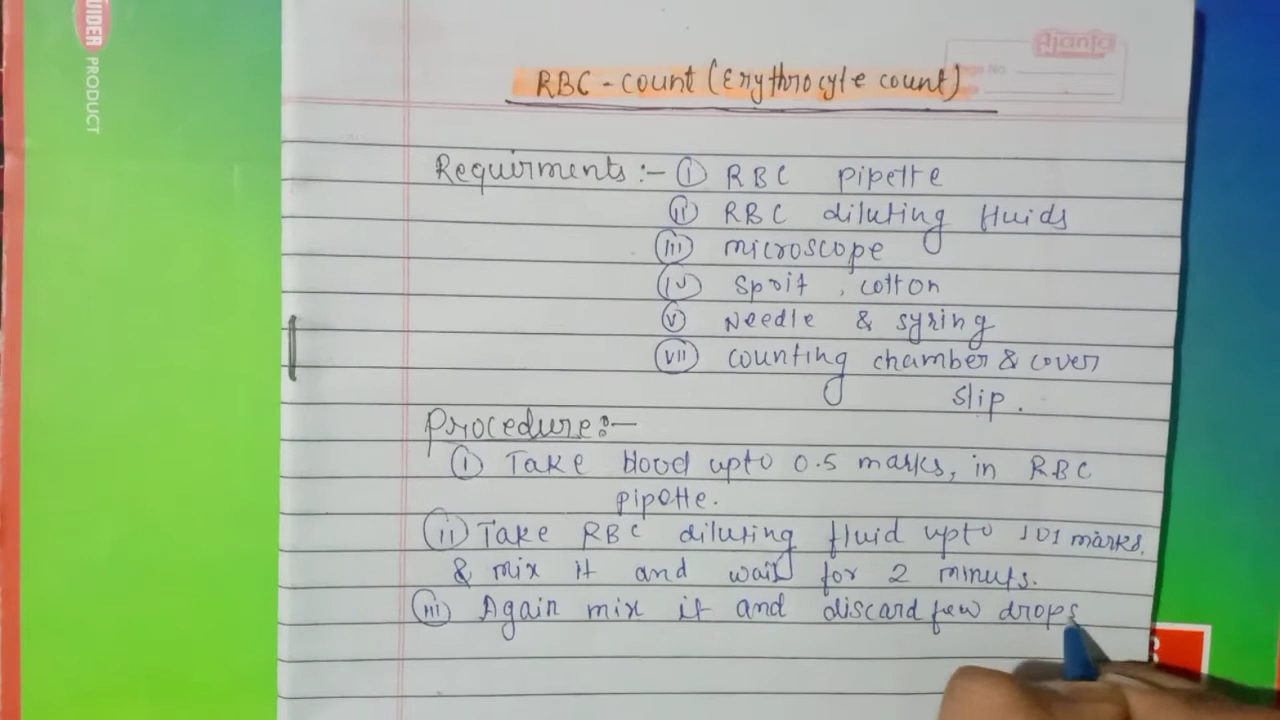 GUIDER PRODUCT
Ajanta
Page No.
RBC - count (Erythrocyte count)
Requirments :- (i) RBC pipette
(ii) RBC diluting fluids
(iii) microscope
(iv) sprit, cotton
(v) Needle & syring
(vii) counting chamber & cover
slip.
Procedure:-
(i) Take blood upto 0.5 marks, in RBC
pipette.
(ii) Take RBC diluting fluid upto 101 marks.
& mix it and wait for 2 minuts.
(iii) Again mix it and discard few drops